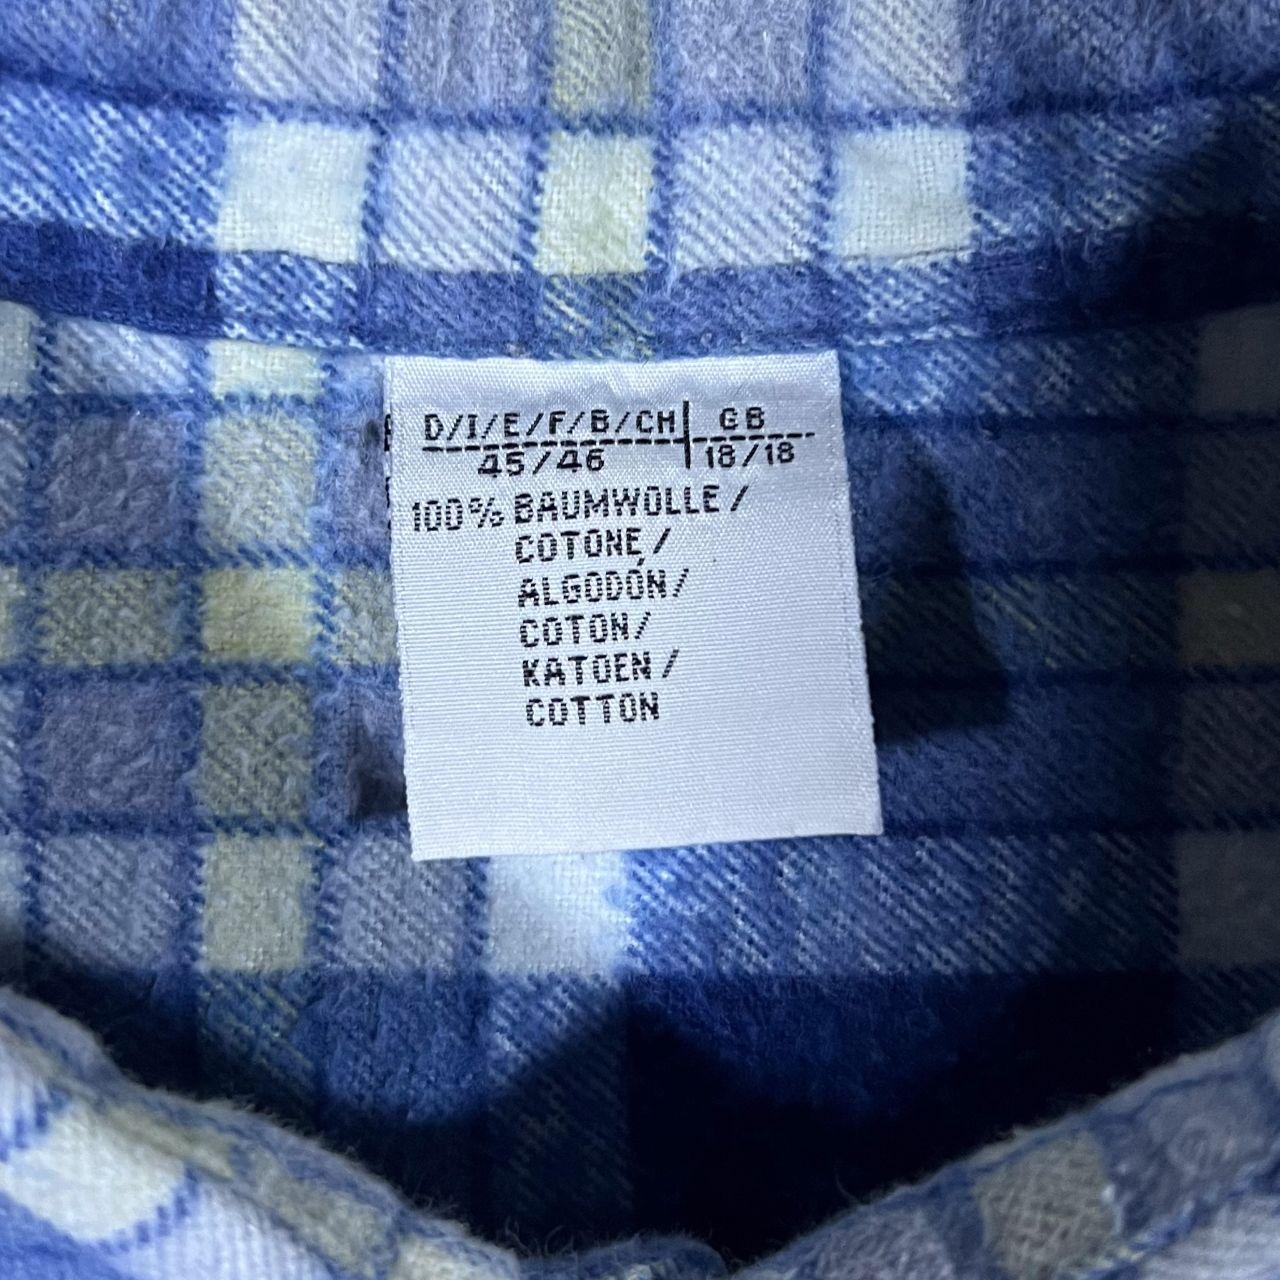 D/I/E/F/B/CH GB
45/46 18/18
100% BAUMWOLLE/
COTONE/
ALGODÓN/
COTON/
KATOEN/
COTTON